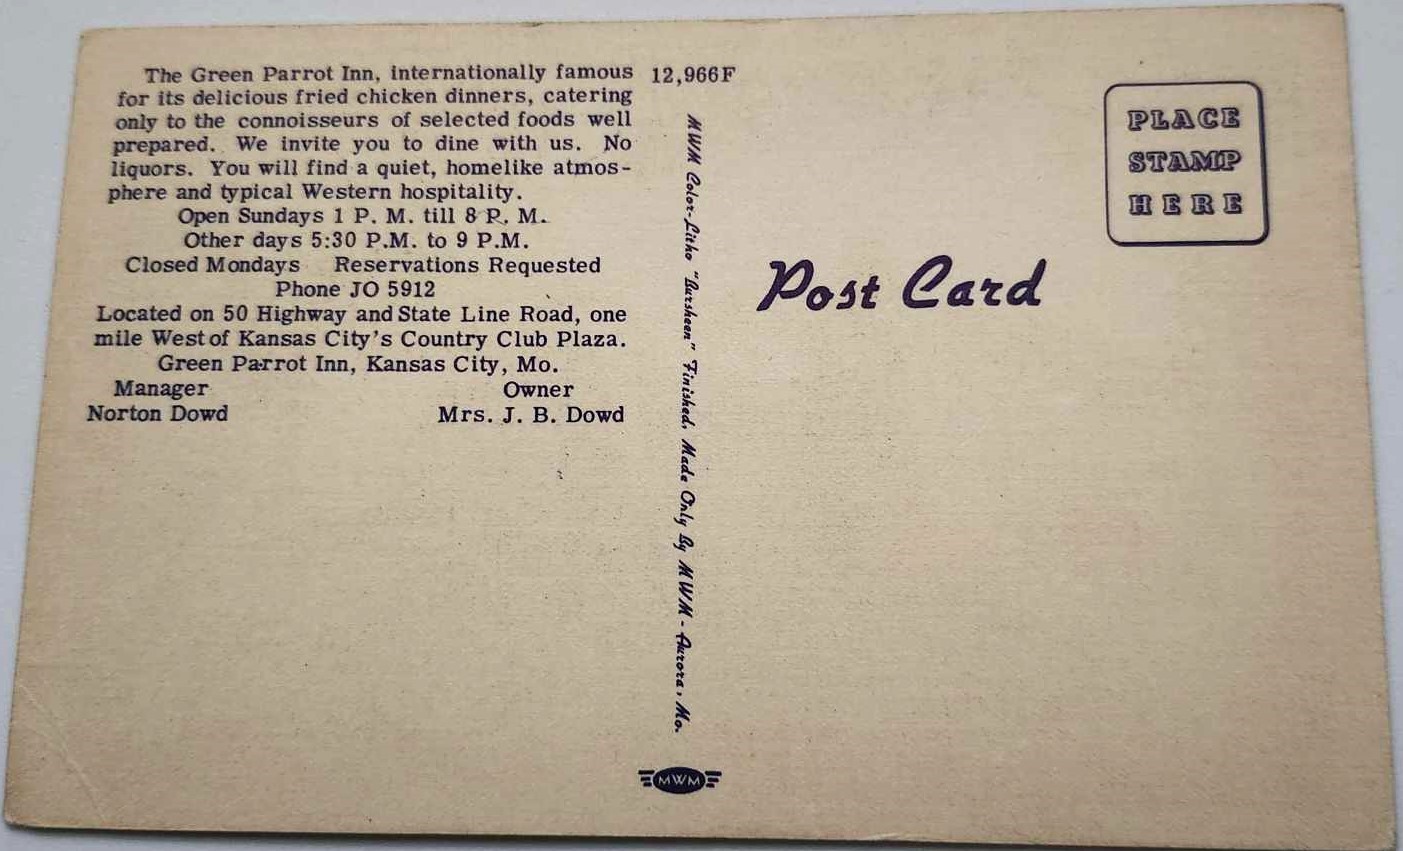 The Green Parrot Inn, internationally famous
for its delicious fried chicken dinners, catering
only to the connoisseurs of selected foods well
prepared. We invite you to dine with us. No
liquors. You will find a quiet, homelike atmos-
phere and typical Western hospitality.
Open Sundays 1 P. M. till 8 P. M.
Other days 5:30 P.M. to 9 P.M.
Closed Mondays Reservations Requested
Phone JO 5912
Located on 50 Highway and State Line Road, one
mile West of Kansas City's Country Club Plaza.
Green Parrot Inn, Kansas City, Mo.
Manager Owner
Norton Dowd Mrs. J. B. Dowd
12,966F
MWM Color-Litho "Bursheen" Finished, Made Only By MWM - Aurora, Mo.
MWM
Post Card
PLACE
STAMP
HERE